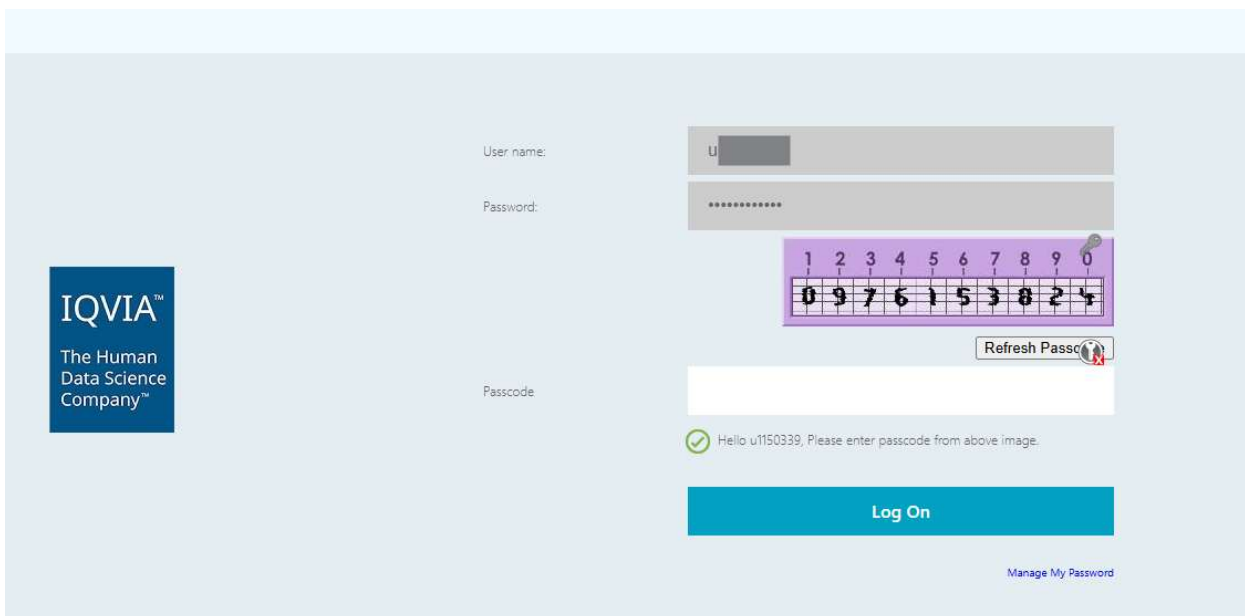 User name:
u
Password:
1 2 3 4 5 6 7 8 9 0
0 9 7 6 1 5 3 8 2 4
IQVIA™
The Human
Data Science
Company™
Refresh Passcode
Passcode
Hello u1150339, Please enter passcode from above image.
Log On
Manage My Password